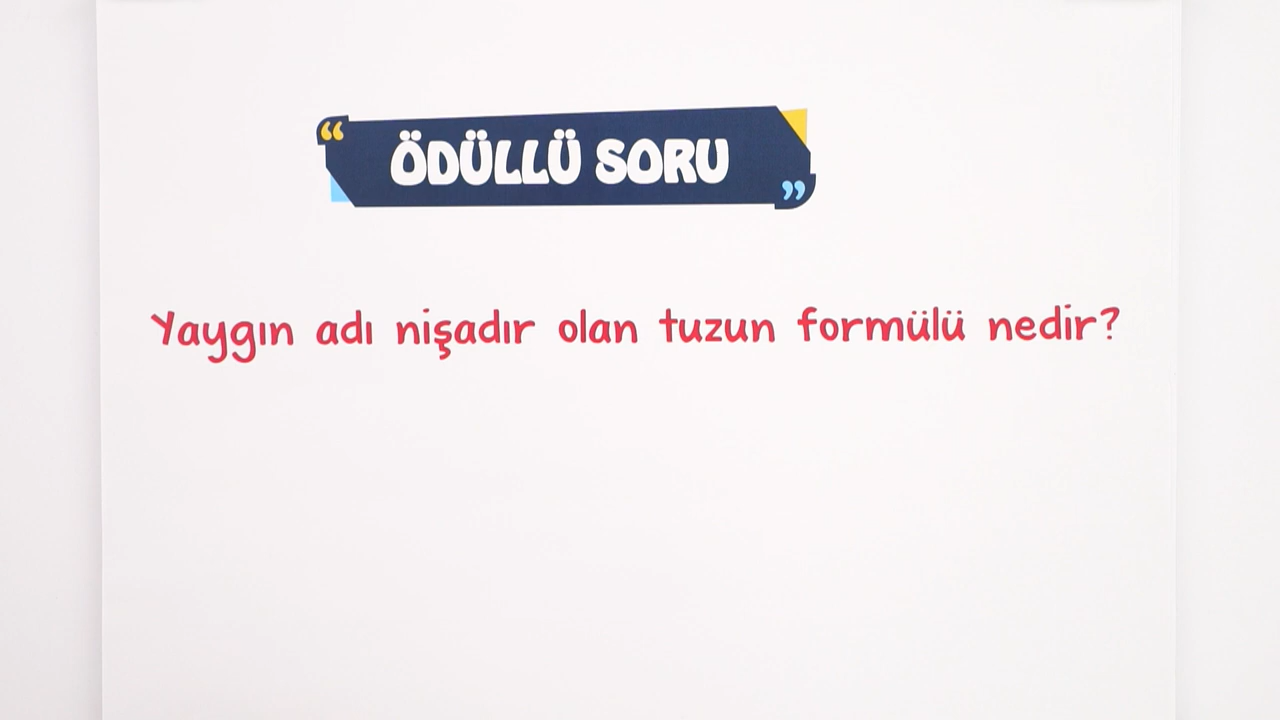 “ ÖDÜLLÜ SORU ”
Yaygın adı nişadır olan tuzun formülü nedir?